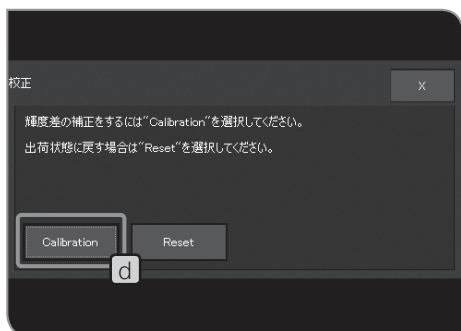 校正
X
輝度差の補正をするには"Calibration"を選択してください。
出荷状態に戻す場合は"Reset"を選択してください。
Calibration
Reset
d